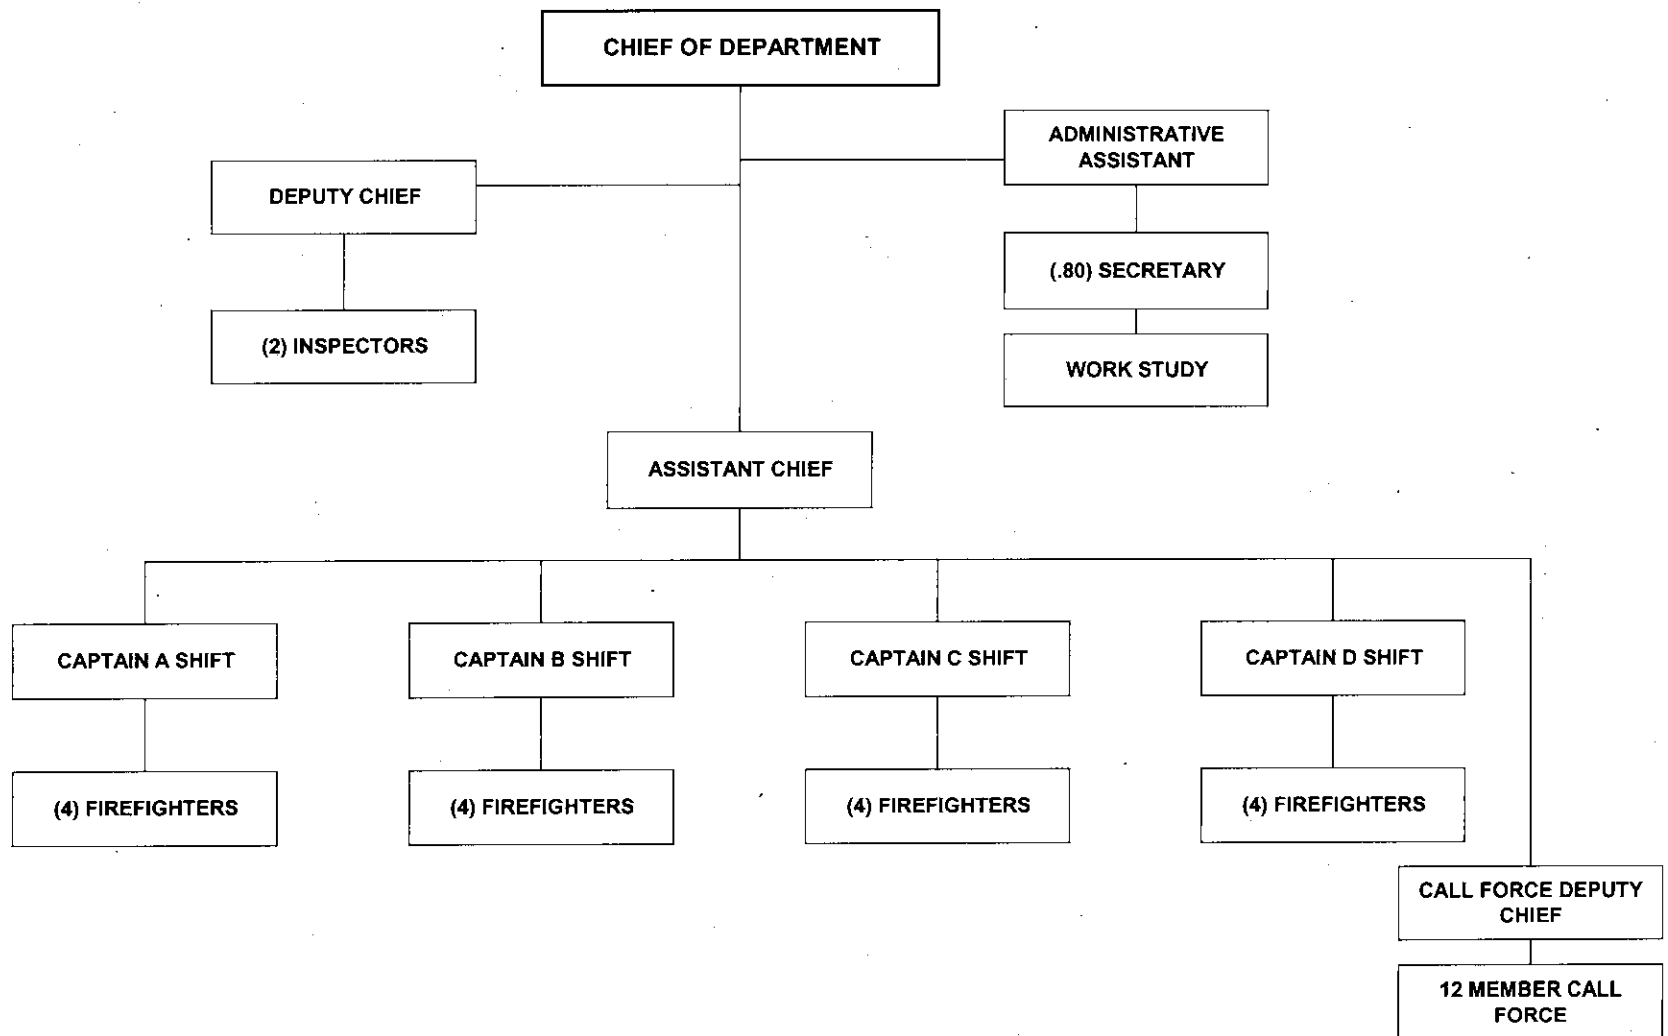 CHIEF OF DEPARTMENT
ADMINISTRATIVE
ASSISTANT
DEPUTY CHIEF
(.80) SECRETARY
(2) INSPECTORS
WORK STUDY
ASSISTANT CHIEF
CAPTAIN A SHIFT
CAPTAIN B SHIFT
CAPTAIN C SHIFT
CAPTAIN D SHIFT
(4) FIREFIGHTERS
(4) FIREFIGHTERS
(4) FIREFIGHTERS
(4) FIREFIGHTERS
CALL FORCE DEPUTY
CHIEF
12 MEMBER CALL
FORCE